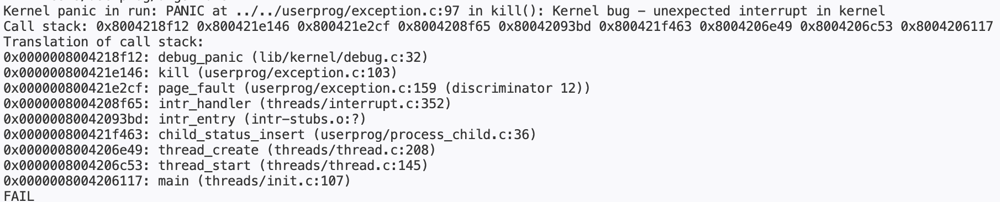 Kernel panic in run: PANIC at ../../userprog/exception.c:97 in kill(): Kernel bug - unexpected interrupt in kernel
Call stack: 0x8004218f12 0x800421e146 0x800421e2cf 0x8004208f65 0x80042093bd 0x800421f463 0x8004206e49 0x8004206c53 0x8004206117
Translation of call stack:
0x0000008004218f12: debug_panic (lib/kernel/debug.c:32)
0x000000800421e146: kill (userprog/exception.c:103)
0x000000800421e2cf: page_fault (userprog/exception.c:159 (discriminator 12))
0x0000008004208f65: intr_handler (threads/interrupt.c:352)
0x00000080042093bd: intr_entry (intr-stubs.o:?)
0x000000800421f463: child_status_insert (userprog/process_child.c:36)
0x0000008004206e49: thread_create (threads/thread.c:208)
0x0000008004206c53: thread_start (threads/thread.c:145)
0x0000008004206117: main (threads/init.c:107)
FAIL